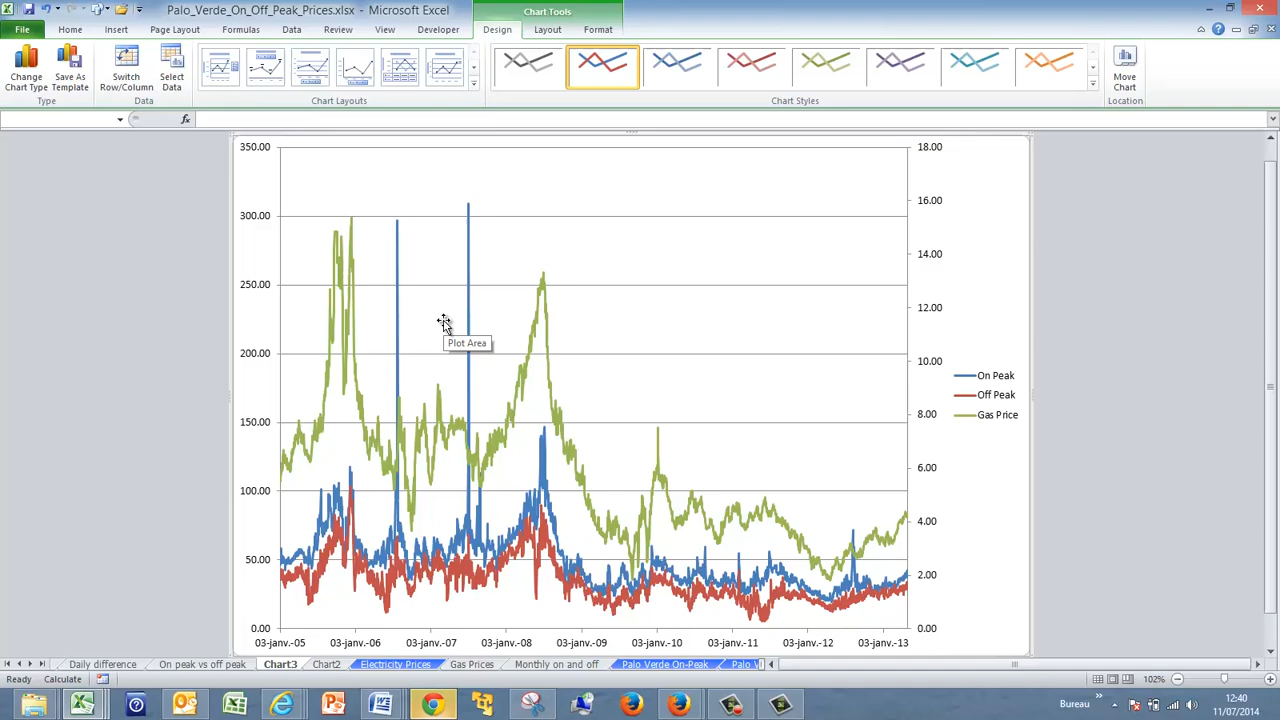 Palo_Verde_On_Off_Peak_Prices.xlsx - Microsoft Excel
Chart Tools
File Home Insert Page Layout Formulas Data Review View Developer Design Layout Format
Change Chart Type
Save As Template
Switch Row/Column
Select Data
Move Chart
Type Data Chart Layouts Chart Styles Location
fx
350.00
300.00
250.00
200.00
150.00
100.00
50.00
0.00
18.00
16.00
14.00
12.00
10.00
8.00
6.00
4.00
2.00
0.00
Plot Area
On Peak
Off Peak
Gas Price
03-janv.-05 03-janv.-06 03-janv.-07 03-janv.-08 03-janv.-09 03-janv.-10 03-janv.-11 03-janv.-12 03-janv.-13
Daily difference On peak vs off peak Chart3 Chart2 Electricity Prices Gas Prices Monthly on and off Palo Verde On-Peak Palo V
Ready Calculate 102%
Bureau 12:40
11/07/2014